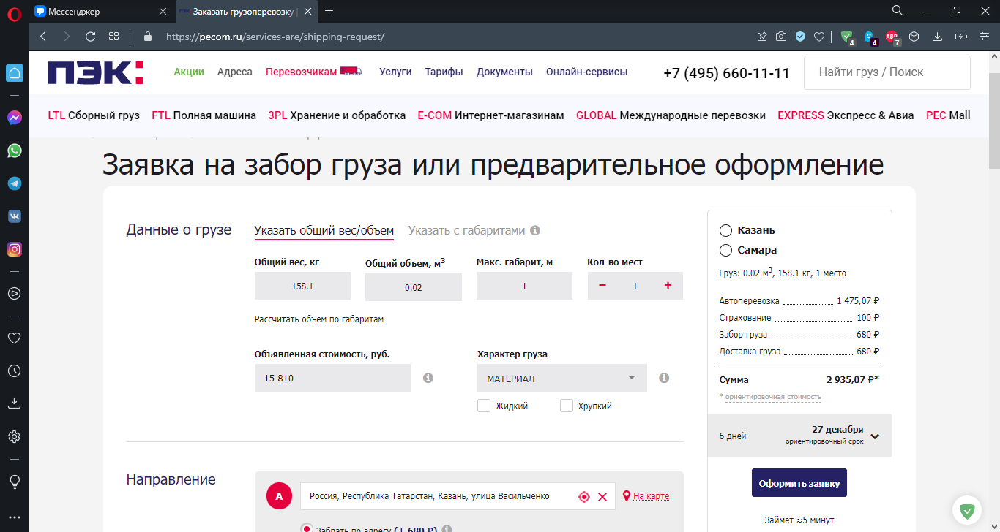 Мессенджер
Заказать грузоперевозку |
https://pecom.ru/services-are/shipping-request/
4
4
ABP
7
ПЭК:
Акции Адреса Перевозчикам Услуги Тарифы Документы Онлайн-сервисы
+7 (495) 660-11-11
Найти груз / Поиск
LTL Сборный груз FTL Полная машина 3PL Хранение и обработка E-COM Интернет-магазинам GLOBAL Международные перевозки EXPRESS Экспресс & Авиа PEC Mall
Заявка на забор груза или предварительное оформление
Данные о грузе
Указать общий вес/объем Указать с габаритами
Общий вес, кг Общий объем, м3 Макс. габарит, м Кол-во мест
158.1 0.02 1 − 1 +
Рассчитать объем по габаритам
Объявленная стоимость, руб. Характер груза
15 810 МАТЕРИАЛ
Жидкий Хрупкий
Направление
A
Россия, Республика Татарстан, Казань, улица Васильченко
На карте
Забрать по адресу (+ 680 ₽)
Казань
Самара
Груз: 0.02 м3, 158.1 кг, 1 место
Автоперевозка 1 475,07 ₽
Страхование 100 ₽
Забор груза 680 ₽
Доставка груза 680 ₽
Сумма 2 935,07 ₽*
* ориентировочная стоимость
6 дней 27 декабря
ориентировочный срок
Оформить заявку
Займёт ≈5 минут